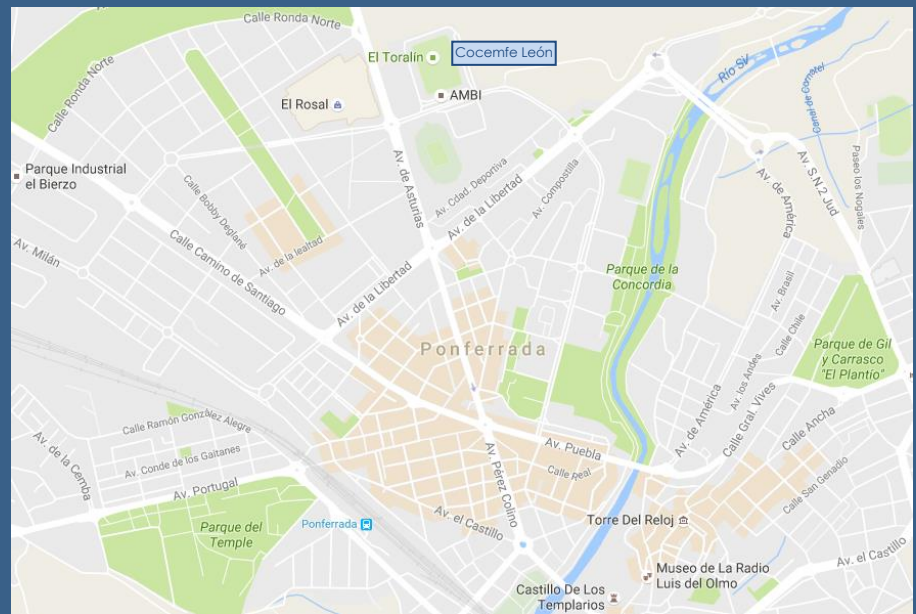 Calle Ronda Norte
El Toralín
Cocemfe León
AMBI
El Rosal
Calle Ronda Norte
Río Sil
Canal de Cornatel
Parque Industrial
el Bierzo
Av. de Asturias
Av. Cdad. Deportiva
Av. de la Libertad
Av. Compostilla
Av. de América
Av. S.N.2 Jud
Paseo los Nogales
Calle Bobby Deglané
Av. de la lealtad
Av. Milán
Calle Camino de Santiago
Av. de la Libertad
Parque de la
Concordia
Av. Brasil
Calle Chile
Parque de Gil
y Carrasco
"El Plantío"
Ponferrada
Av. los Andes
Av. de América
Calle Gral. Vives
Calle Ancha
Calle Ramón González Alegre
Av. de la Cemba
Av. Conde de los Gaitanes
Av. Portugal
Av. Puebla
Calle Real
Av. Pérez Colino
Calle San Genadio
Parque del
Temple
Ponferrada
Av. el Castillo
Torre Del Reloj
Av. el Castillo
Museo de La Radio
Luis del Olmo
Castillo De Los
Templarios